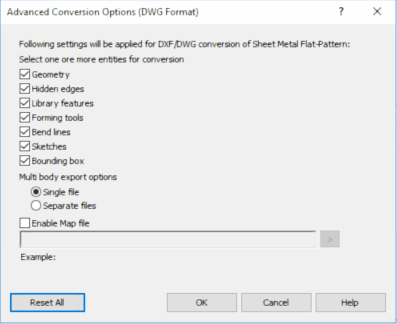 Advanced Conversion Options (DWG Format)
? ×
Following settings will be applied for DXF/DWG conversion of Sheet Metal Flat-Pattern:
Select one ore more entities for conversion
Geometry
Hidden edges
Library features
Forming tools
Bend lines
Sketches
Bounding box
Multi body export options
Single file
Separate files
Enable Map file
>
Example:
Reset All OK Cancel Help